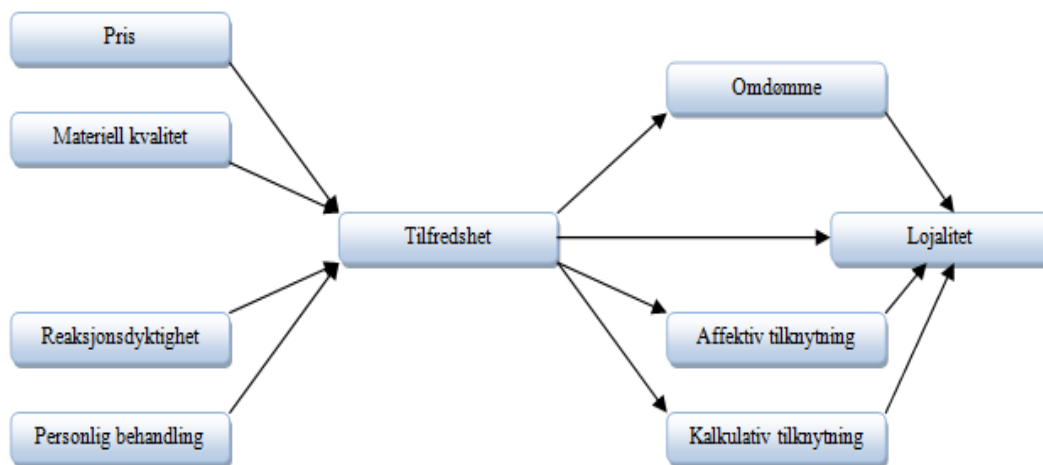 Pris
Materiell kvalitet
Reaksjonsdyktighet
Personlig behandling
Tilfredshet
Omdømme
Lojalitet
Affektiv tilknytning
Kalkulativ tilknytning